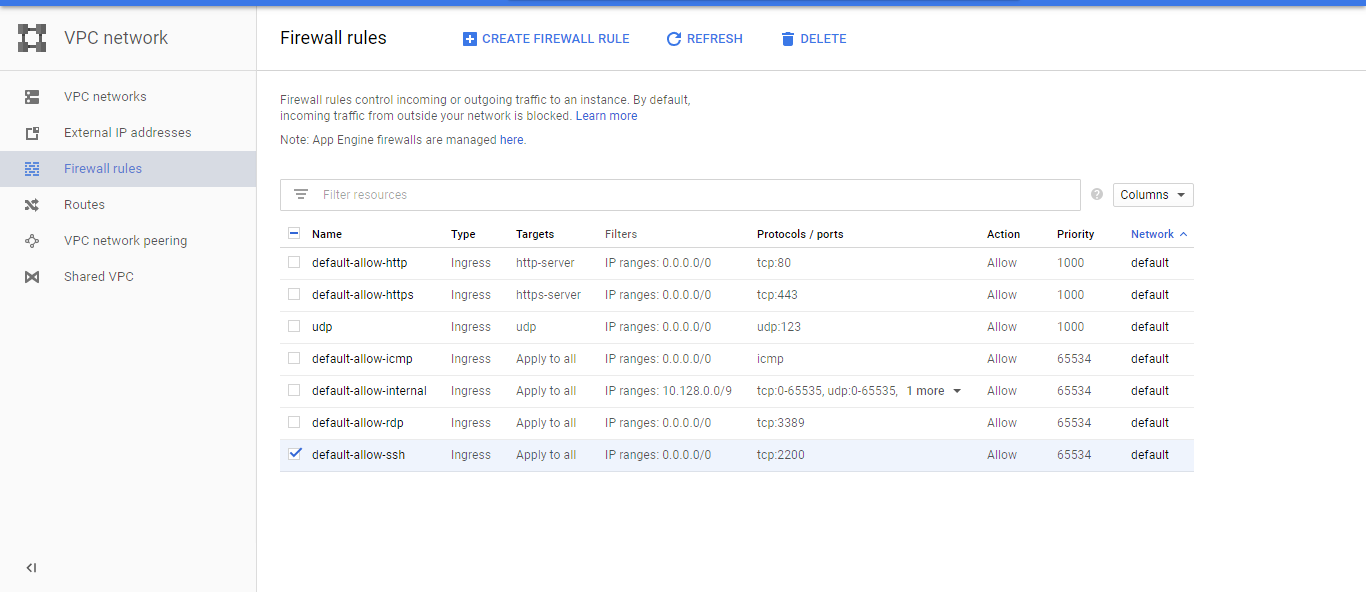 VPC network
Firewall rules CREATE FIREWALL RULE REFRESH DELETE
VPC networks
External IP addresses
Firewall rules
Routes
VPC network peering
Shared VPC
Firewall rules control incoming or outgoing traffic to an instance. By default,
incoming traffic from outside your network is blocked. Learn more
Note: App Engine firewalls are managed here.
Filter resources ? Columns
Name Type Targets Filters Protocols / ports Action Priority Network
default-allow-http Ingress http-server IP ranges: 0.0.0.0/0 tcp:80 Allow 1000 default
default-allow-https Ingress https-server IP ranges: 0.0.0.0/0 tcp:443 Allow 1000 default
udp Ingress udp IP ranges: 0.0.0.0/0 udp:123 Allow 1000 default
default-allow-icmp Ingress Apply to all IP ranges: 0.0.0.0/0 icmp Allow 65534 default
default-allow-internal Ingress Apply to all IP ranges: 10.128.0.0/9 tcp:0-65535, udp:0-65535, 1 more Allow 65534 default
default-allow-rdp Ingress Apply to all IP ranges: 0.0.0.0/0 tcp:3389 Allow 65534 default
default-allow-ssh Ingress Apply to all IP ranges: 0.0.0.0/0 tcp:2200 Allow 65534 default